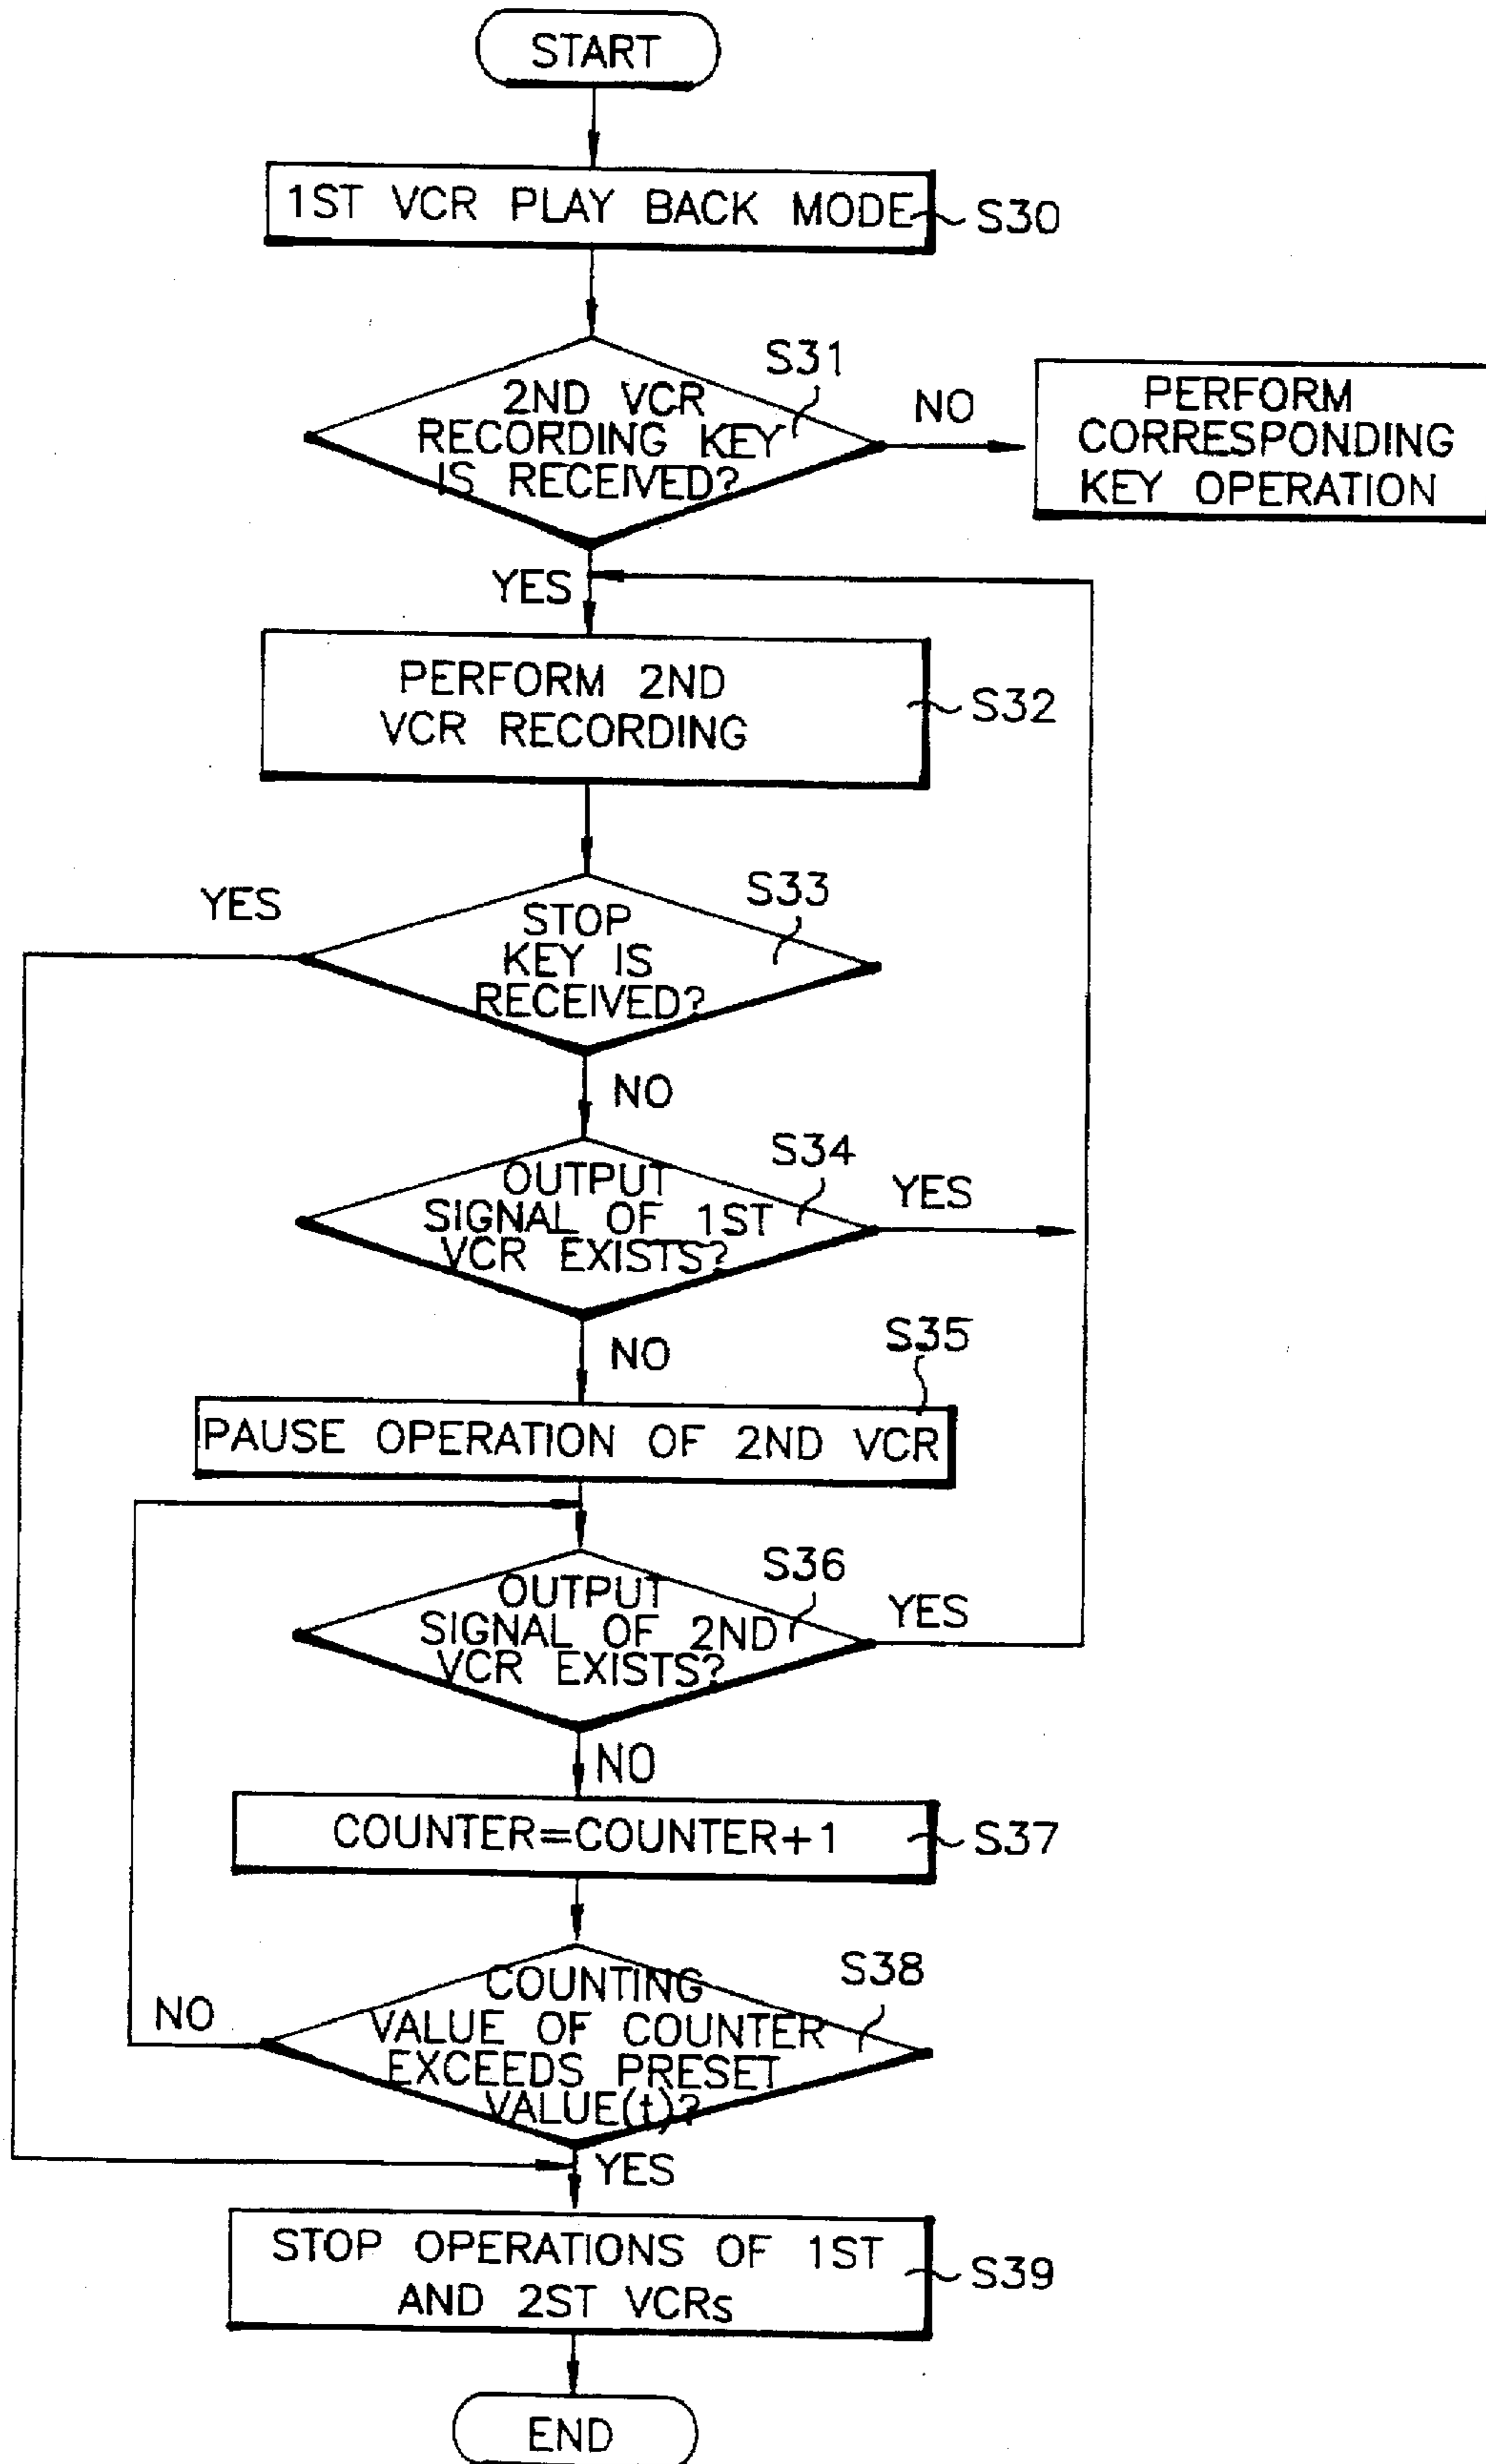 START
1ST VCR PLAY BACK MODE
S30
S31
2ND VCR
RECORDING KEY
IS RECEIVED?
NO
PERFORM
CORRESPONDING
KEY OPERATION
YES
PERFORM 2ND
VCR RECORDING
S32
YES
S33
STOP
KEY IS
RECEIVED?
NO
S34
OUTPUT
SIGNAL OF 1ST
VCR EXISTS?
YES
NO
S35
PAUSE OPERATION OF 2ND VCR
S36
OUTPUT
SIGNAL OF 2ND
VCR EXISTS?
YES
NO
COUNTER=COUNTER+1
S37
S38
COUNTING
VALUE OF COUNTER
EXCEEDS PRESET
VALUE(t)?
NO
YES
STOP OPERATIONS OF 1ST
AND 2ST VCRs
S39
END